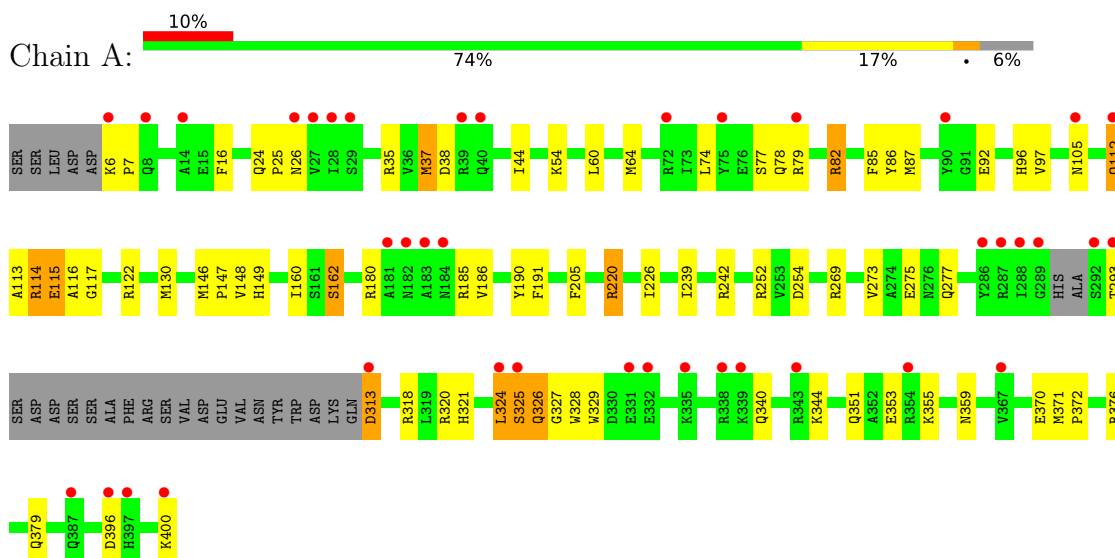 10%
Chain A:
74% 17% • 6%
SER SER LEU ASP ASP K6 P7 Q8 A14 E15 F16 Q24 P25 N26 V27 I28 S29 R35 V36 M37 D38 R39 Q40 I44 K54 L60 M64 R72 I73 L74 Y75 E76 S77 Q78 R79 R82 F85 Y86 M87 Y90 G91 E92 H96 V97 N105 Q112
A113 R114 E115 A116 G117 R122 M130 M146 P147 V148 H149 I160 S161 S162 R180 A181 N182 A183 N184 R185 V186 Y190 F191 F205 R220 I226 I239 R242 R252 V253 D254 R269 V273 A274 E275 N276 Q277 Y286 R287 I288 G289 HIS ALA S292 T293
SER ASP ASP SER SER ALA PHE ARG SER VAL ASP GLU VAL ASN TYR TRP ASP LYS GLN D313 R318 L319 R320 H321 L324 S325 Q326 G327 W328 W329 D330 E331 E332 K335 R338 K339 Q340 R343 K344 Q351 A352 E353 R354 K355 N359 V367 E370 M371 P372
Q379 Q387 D396 H397 K400